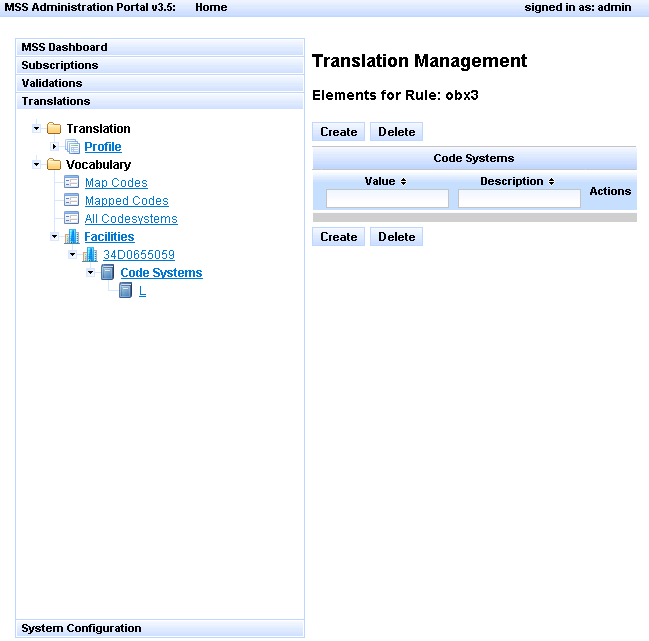 MSS Administration Portal v3.5: Home signed in as: admin
MSS Dashboard
Subscriptions
Validations
Translations
Translation
Profile
Vocabulary
Map Codes
Mapped Codes
All Codesystems
Facilities
34D0655059
Code Systems
L
System Configuration
Translation Management
Elements for Rule: obx3
Create Delete
Code Systems
Value Description Actions
Create Delete